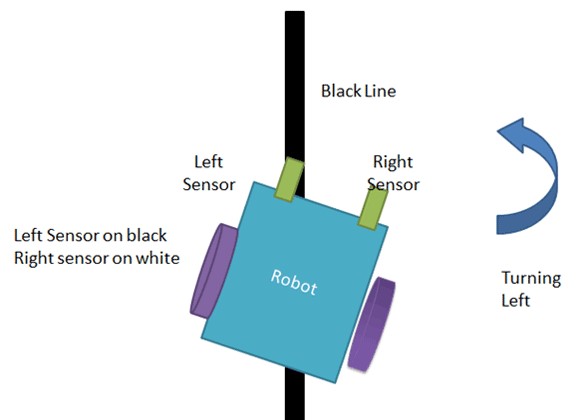 Black Line
Left
Sensor
Right
Sensor
Left Sensor on black
Right sensor on white
Robot
Turning
Left